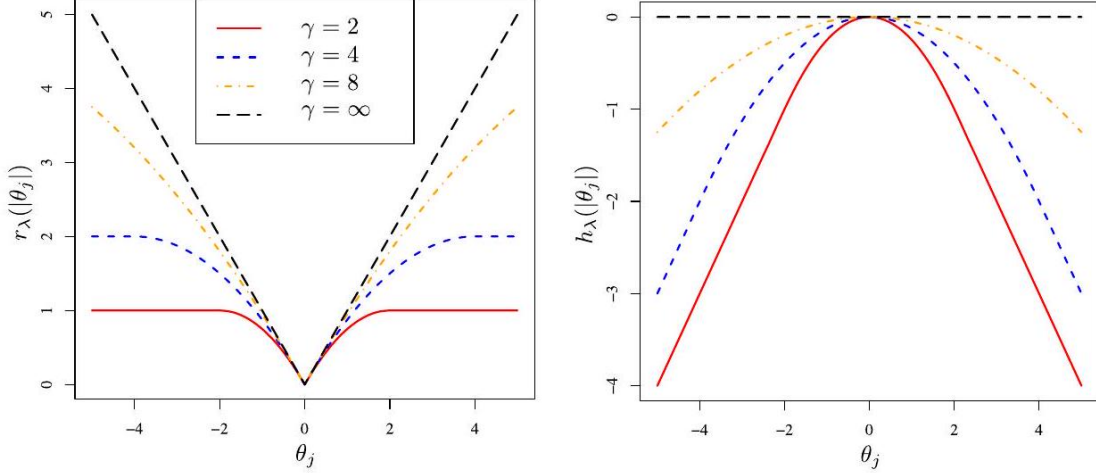 5
4
3
2
1
0
r_λ(|θ_j|)
γ = 2
γ = 4
γ = 8
γ = ∞
−4 −2 0 2 4
θ_j
0
−1
−2
−3
−4
h_λ(|θ_j|)
−4 −2 0 2 4
θ_j